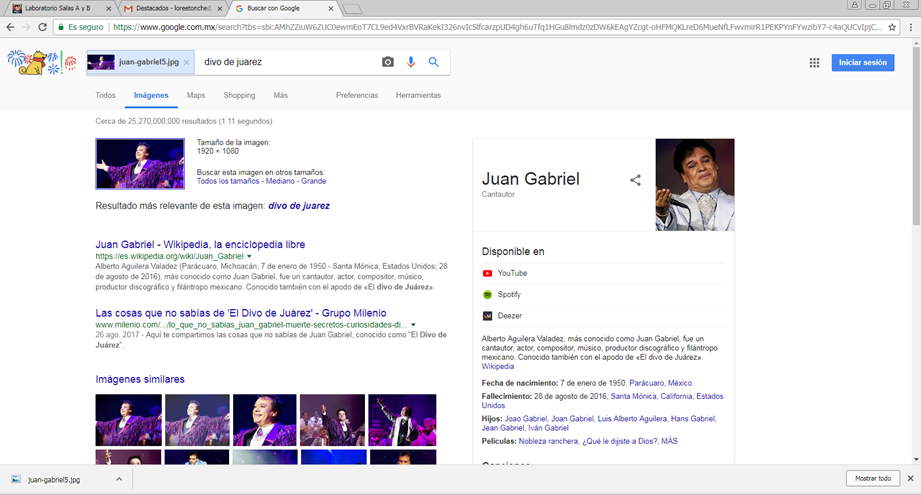 Laboratorio Salas A y B
Destacados - loreetonche@
Buscar con Google
Es seguro
juan-gabriel5.jpg
divo de juarez
Iniciar sesión
Todos Imágenes Maps Shopping Más Preferencias Herramientas
Cerca de 25,270,000,000 resultados (1.11 segundos)
Tamaño de la imagen:
1920 × 1080
Buscar esta imagen en otros tamaños:
Todos los tamaños - Mediano - Grande
Resultado más relevante de esta imagen: divo de juarez
Juan Gabriel - Wikipedia, la enciclopedia libre
https://es.wikipedia.org/wiki/Juan_Gabriel
Alberto Aguilera Valadez (Parácuaro, Michoacán; 7 de enero de 1950 - Santa Mónica, Estados Unidos; 28
de agosto de 2016), más conocido como Juan Gabriel, fue un cantautor, actor, compositor, músico,
productor discográfico y filántropo mexicano. Conocido también con el apodo de «El divo de Juárez».
Las cosas que no sabías de 'El Divo de Juárez' - Grupo Milenio
www.milenio.com/.../lo_que_no_sabias_juan_gabriel-muerte-secretos-curiosidades-di...
26 ago. 2017 - Aquí te compartimos las cosas que no sabías de Juan Gabriel, conocido como "El Divo de
Juárez".
Imágenes similares
Juan Gabriel
Cantautor
Disponible en
YouTube
Spotify
Deezer
Alberto Aguilera Valadez, más conocido como Juan Gabriel, fue un
cantautor, actor, compositor, músico, productor discográfico y filántropo
mexicano. Conocido también con el apodo de «El divo de Juárez».
Wikipedia
Fecha de nacimiento: 7 de enero de 1950, Parácuaro, México
Fallecimiento: 28 de agosto de 2016, Santa Mónica, California, Estados
Unidos
Hijos: Joao Gabriel, Joan Gabriel, Luis Alberto Aguilera, Hans Gabriel,
Jean Gabriel, Iván Gabriel
Películas: Nobleza ranchera, ¿Qué le dijiste a Dios?, MÁS
juan-gabriel5.jpg
Mostrar todo